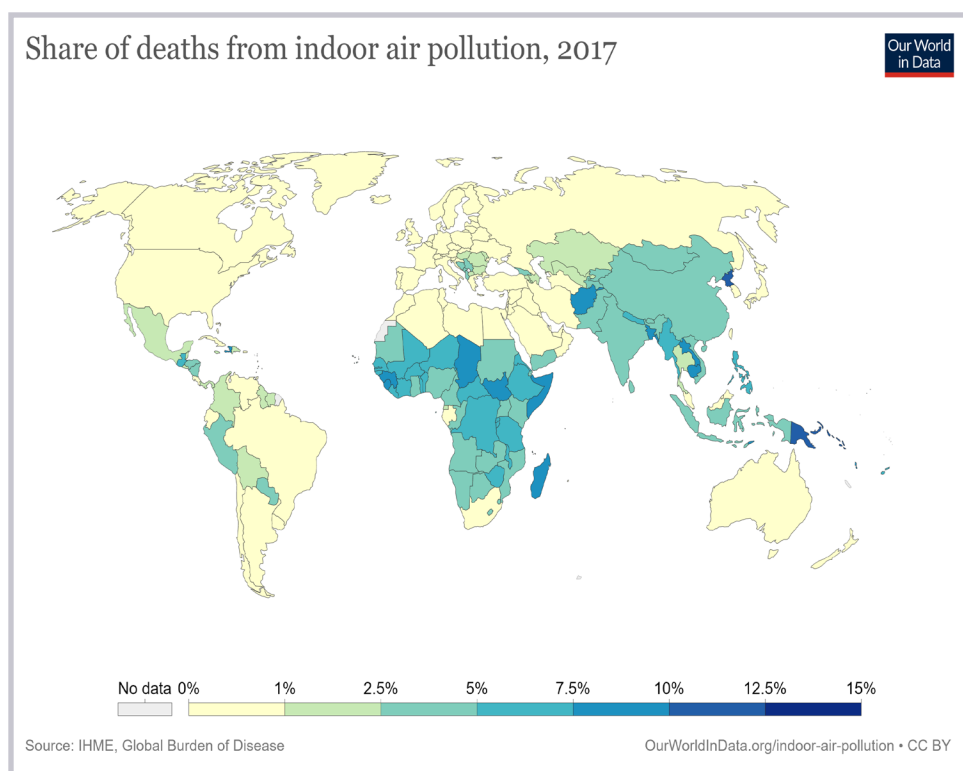 Share of deaths from indoor air pollution, 2017
Our World
in Data
No data 0% 1% 2.5% 5% 7.5% 10% 12.5% 15%
Source: IHME, Global Burden of Disease
OurWorldInData.org/indoor-air-pollution • CC BY